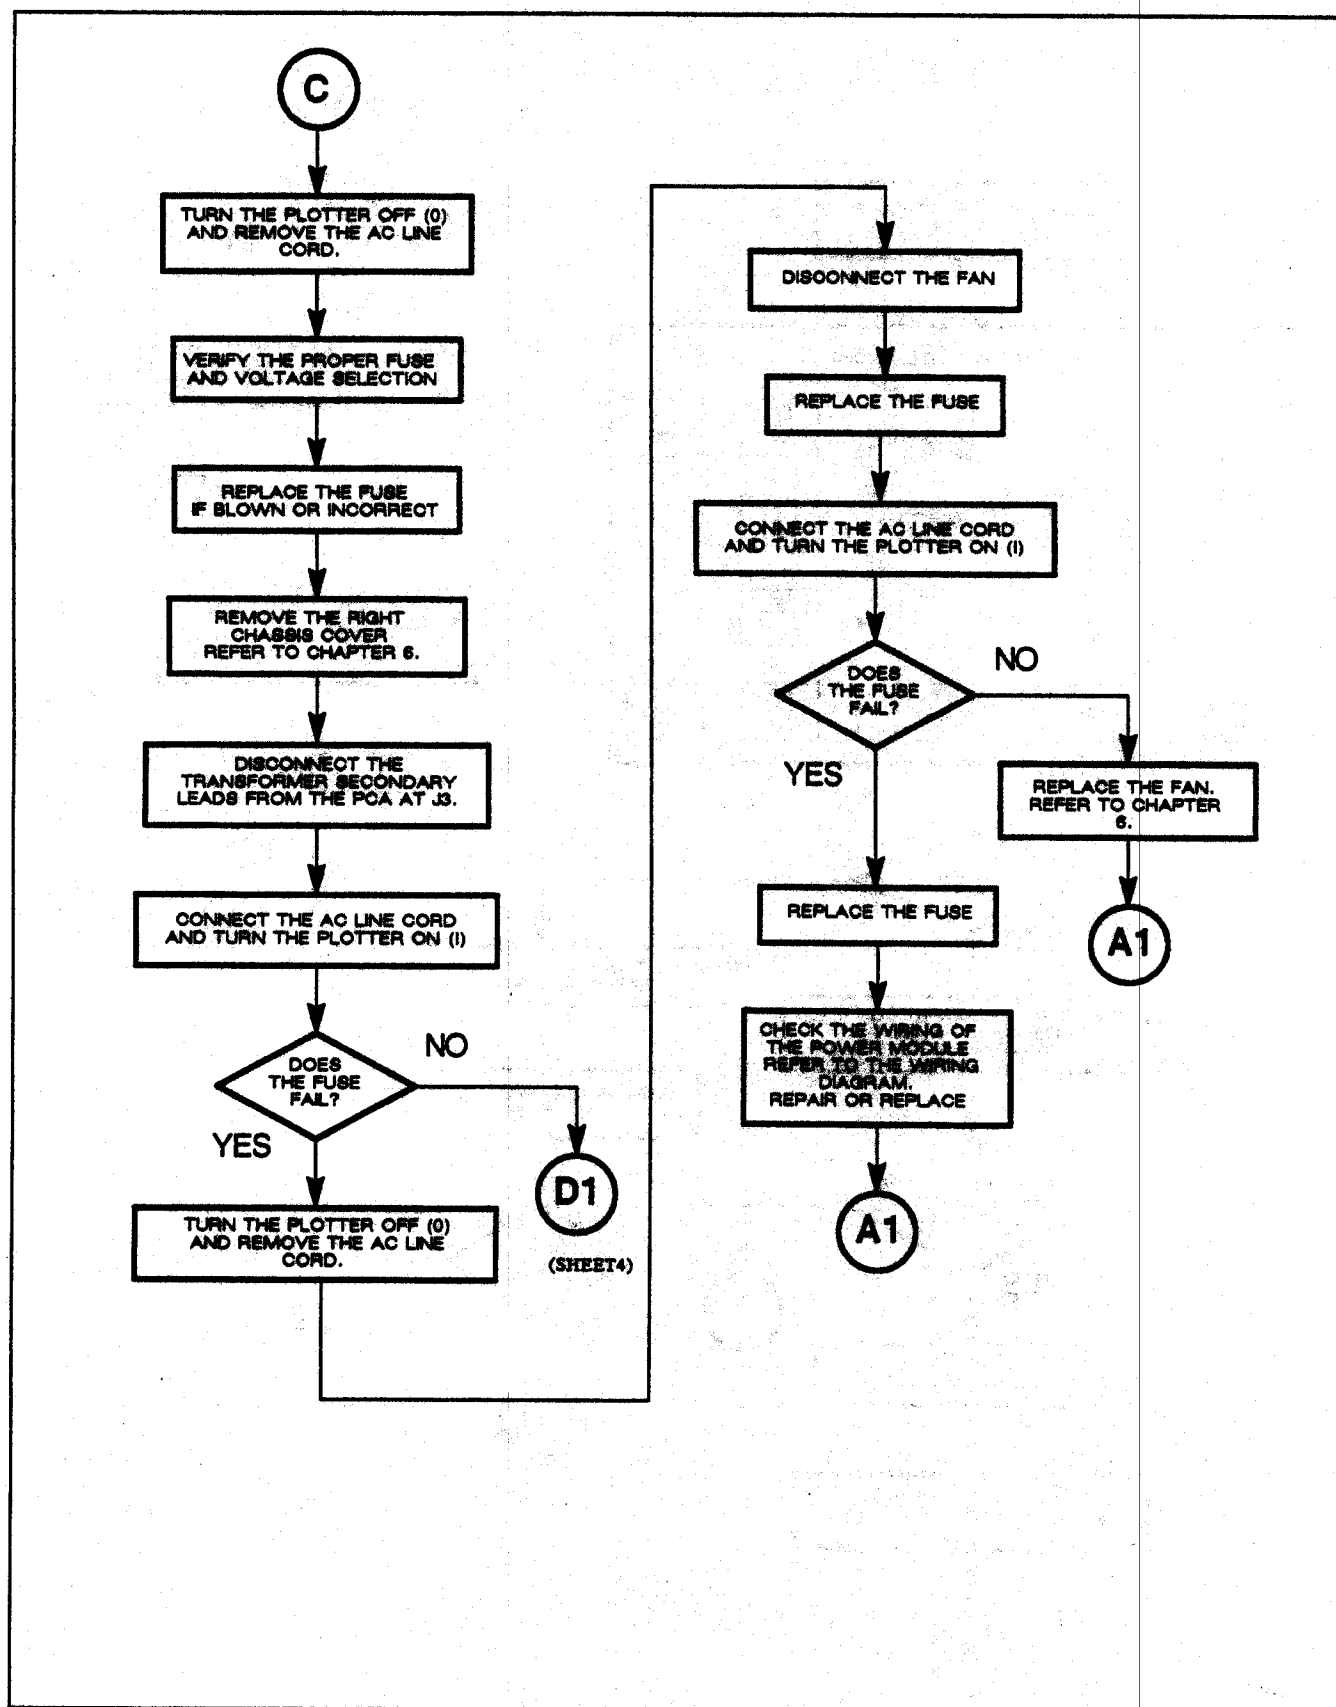 C
TURN THE PLOTTER OFF (0)
AND REMOVE THE AC LINE
CORD.
VERIFY THE PROPER FUSE
AND VOLTAGE SELECTION
REPLACE THE FUSE
IF BLOWN OR INCORRECT
REMOVE THE RIGHT
CHASSIS COVER
REFER TO CHAPTER 6.
DISCONNECT THE
TRANSFORMER SECONDARY
LEADS FROM THE PCA AT J3.
CONNECT THE AC LINE CORD
AND TURN THE PLOTTER ON (I)
DOES
THE FUSE
FAIL?
NO
YES
D1
(SHEET4)
TURN THE PLOTTER OFF (0)
AND REMOVE THE AC LINE
CORD.
DISCONNECT THE FAN
REPLACE THE FUSE
CONNECT THE AC LINE CORD
AND TURN THE PLOTTER ON (I)
DOES
THE FUSE
FAIL?
NO
YES
REPLACE THE FAN.
REFER TO CHAPTER
6.
A1
REPLACE THE FUSE
CHECK THE WIRING OF
THE POWER MODULE
REFER TO THE WIRING
DIAGRAM.
REPAIR OR REPLACE
A1